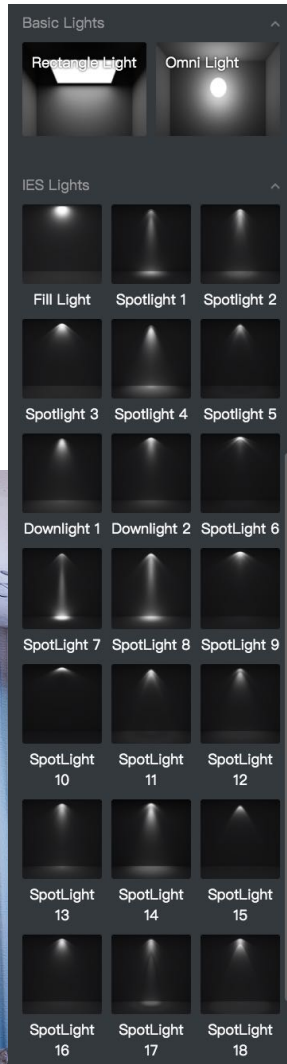 Basic Lights
Rectangle Light Omni Light
IES Lights
Fill Light Spotlight 1 Spotlight 2
Spotlight 3 Spotlight 4 Spotlight 5
Downlight 1 Downlight 2 SpotLight 6
SpotLight 7 SpotLight 8 SpotLight 9
SpotLight SpotLight SpotLight
10 11 12
SpotLight SpotLight SpotLight
13 14 15
SpotLight SpotLight SpotLight
16 17 18